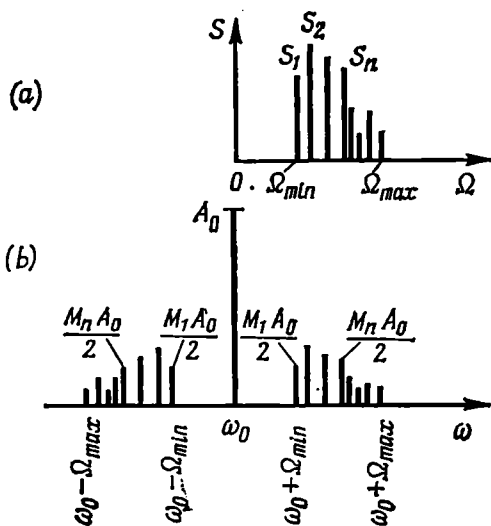 (a)
S
S₁ S₂ Sₙ
0 Ωmin Ωmax Ω
(b)
A₀
MₙA₀/2 M₁A₀/2 M₁A₀/2 MₙA₀/2
ω₀−Ωmax ω₀−Ωmin ω₀ ω₀+Ωmin ω₀+Ωmax ω